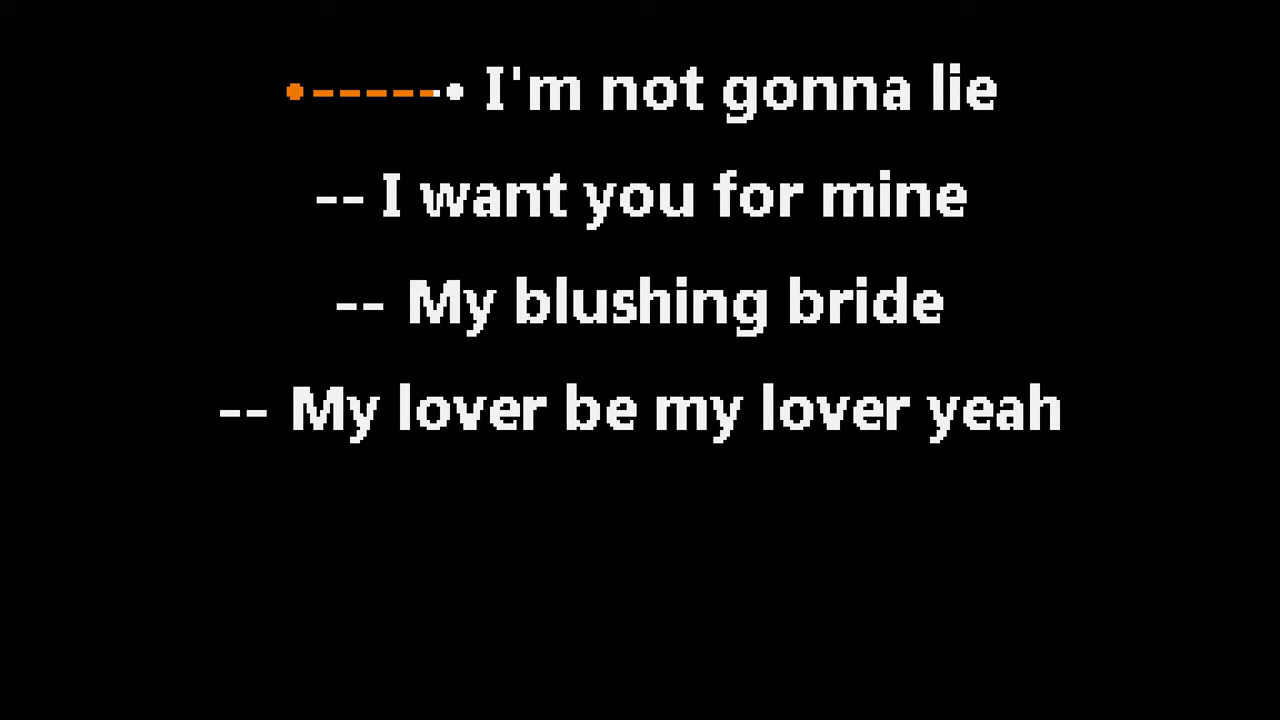 •-----• I'm not gonna lie
-- I want you for mine
-- My blushing bride
-- My lover be my lover yeah